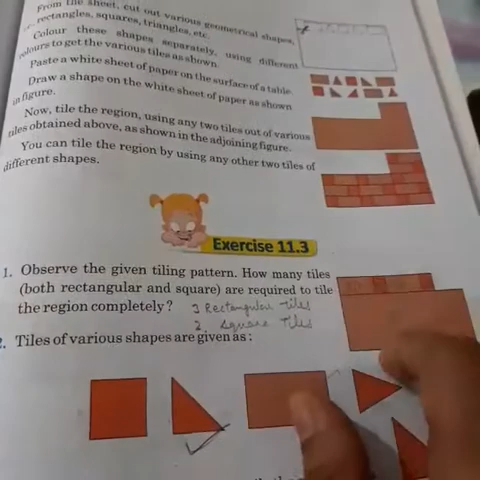 From the sheet, cut out various geometrical shapes,
rectangles, squares, triangles, etc.
Colour these shapes separately, using different
colours to get the various tiles as shown.
Paste a white sheet of paper on the surface of a table.
Draw a shape on the white sheet of paper as shown
in figure.
Now, tile the region, using any two tiles out of various
tiles obtained above, as shown in the adjoining figure.
You can tile the region by using any other two tiles of
different shapes.
Exercise 11.3
1. Observe the given tiling pattern. How many tiles
(both rectangular and square) are required to tile
the region completely? 3 Rectangular tiles
2. square Tiles
2. Tiles of various shapes are given as: